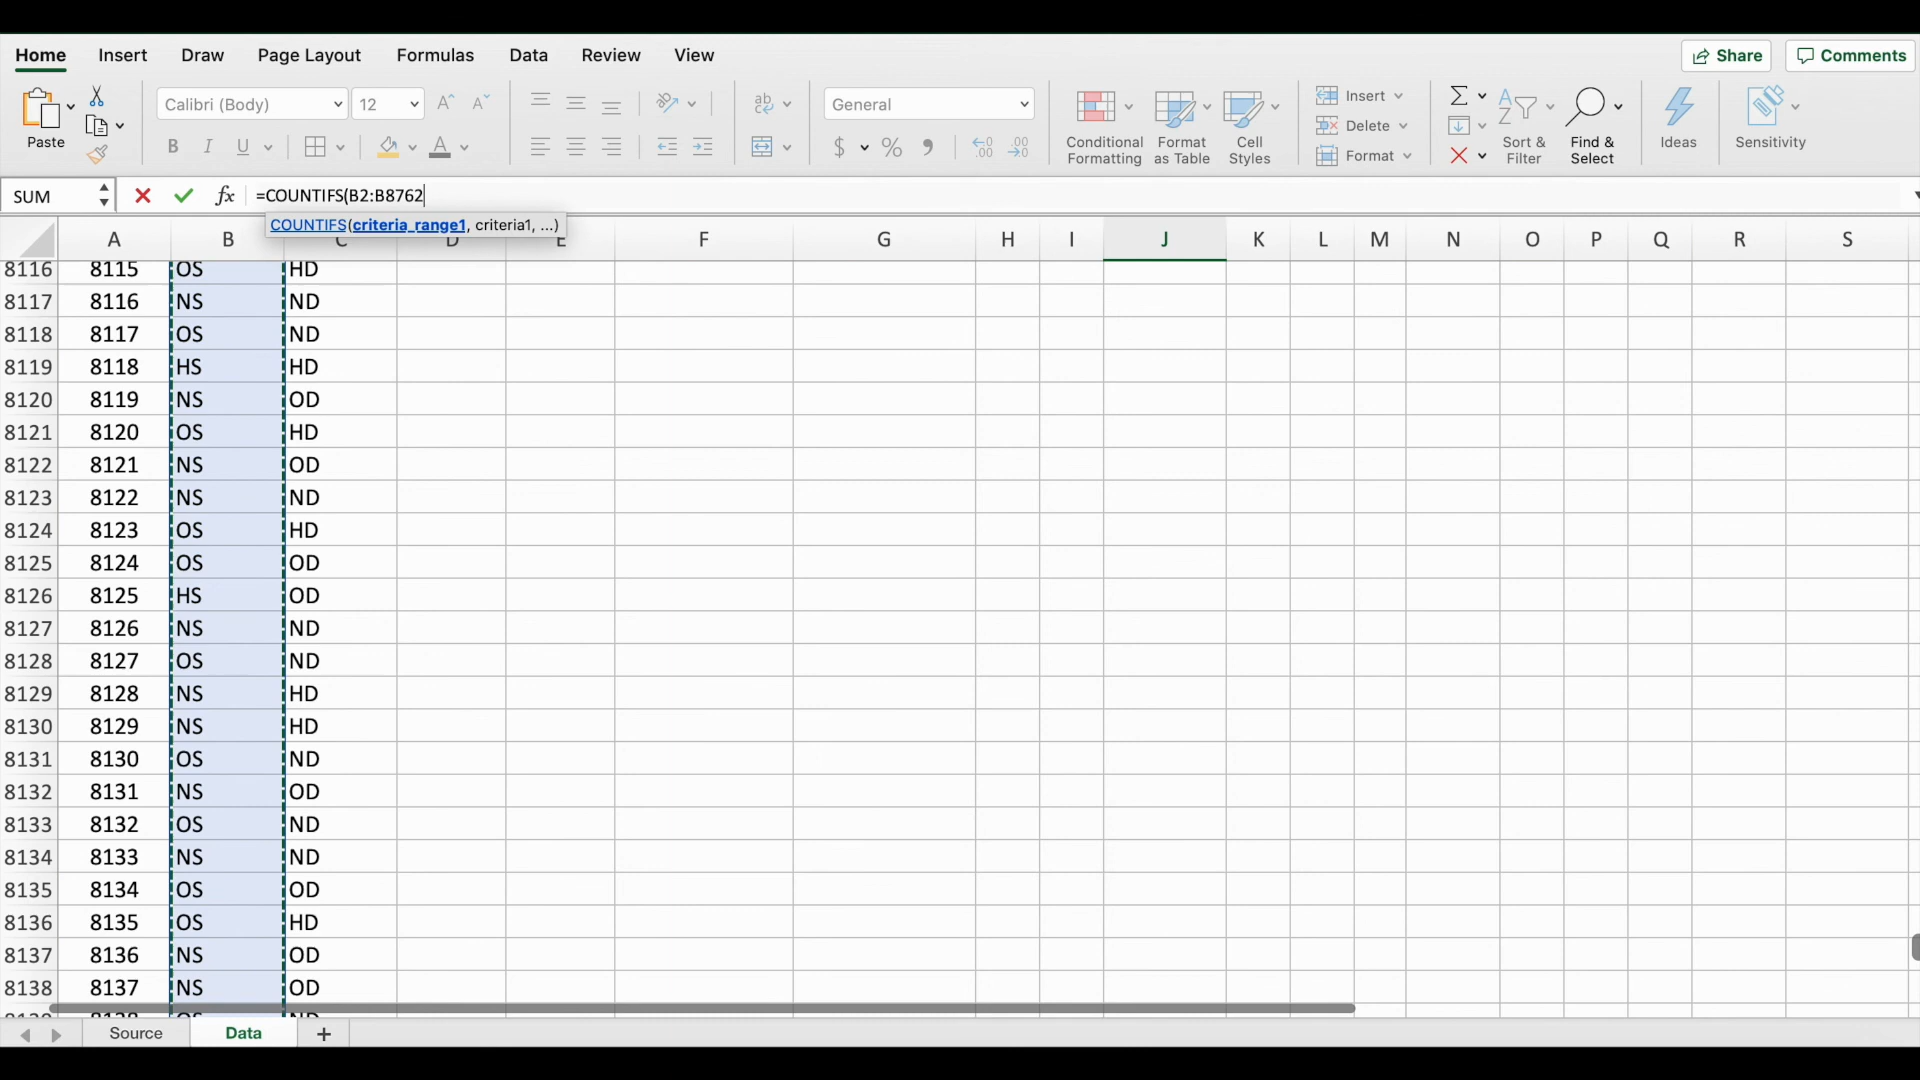 Home Insert Draw Page Layout Formulas Data Review View Share Comments
Paste Calibri (Body) 12 A A ab General Insert Σ A Z
B I U A $ % Delete
Conditional Formatting Format as Table Cell Styles Format Sort & Filter Find & Select Ideas Sensitivity
SUM fx =COUNTIFS(B2:B8762
COUNTIFS(criteria_range1, criteria1, ...)
A B C D E F G H I J K L M N O P Q R S
8116 8115 OS HD
8117 8116 NS ND
8118 8117 OS ND
8119 8118 HS HD
8120 8119 NS OD
8121 8120 OS HD
8122 8121 NS OD
8123 8122 NS ND
8124 8123 OS HD
8125 8124 OS OD
8126 8125 HS OD
8127 8126 NS ND
8128 8127 OS ND
8129 8128 NS HD
8130 8129 NS HD
8131 8130 OS ND
8132 8131 NS OD
8133 8132 OS ND
8134 8133 NS ND
8135 8134 OS OD
8136 8135 OS HD
8137 8136 NS OD
8138 8137 NS OD
Source Data +